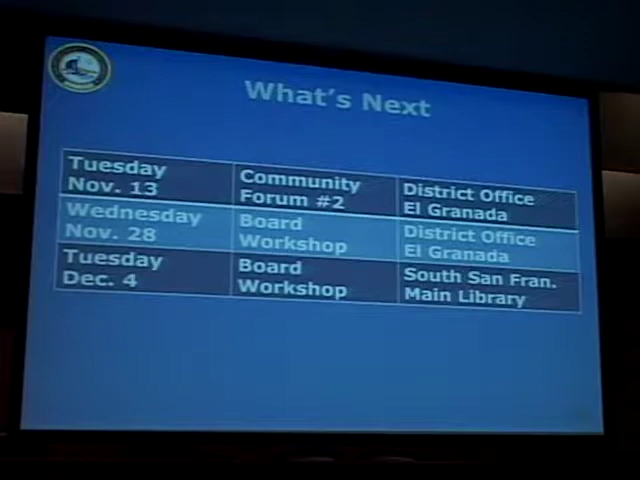 What's Next
Tuesday
Nov. 13
Community
Forum #2
District Office
El Granada
Wednesday
Nov. 28
Board
Workshop
District Office
El Granada
Tuesday
Dec. 4
Board
Workshop
South San Fran.
Main Library